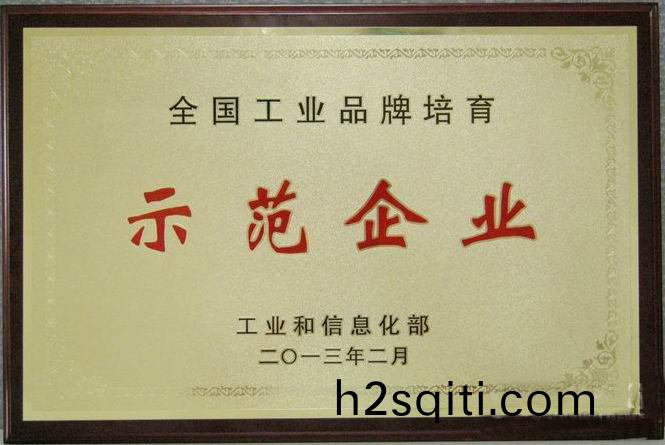 全国工业品牌培育
示范企业
工业和信息化部
二〇一三年二月
h2sqiti.com